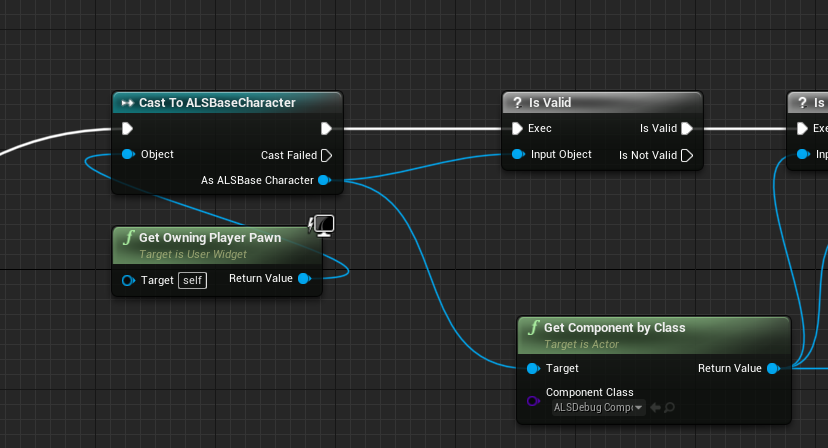 Cast To ALSBaseCharacter
Object
Cast Failed
As ALSBase Character
? Is Valid
Exec
Is Valid
Input Object
Is Not Valid
? Is
Exe
Inp
f Get Owning Player Pawn
Target is User Widget
Target self
Return Value
f Get Component by Class
Target is Actor
Target
Return Value
Component Class
ALSDebug Comp